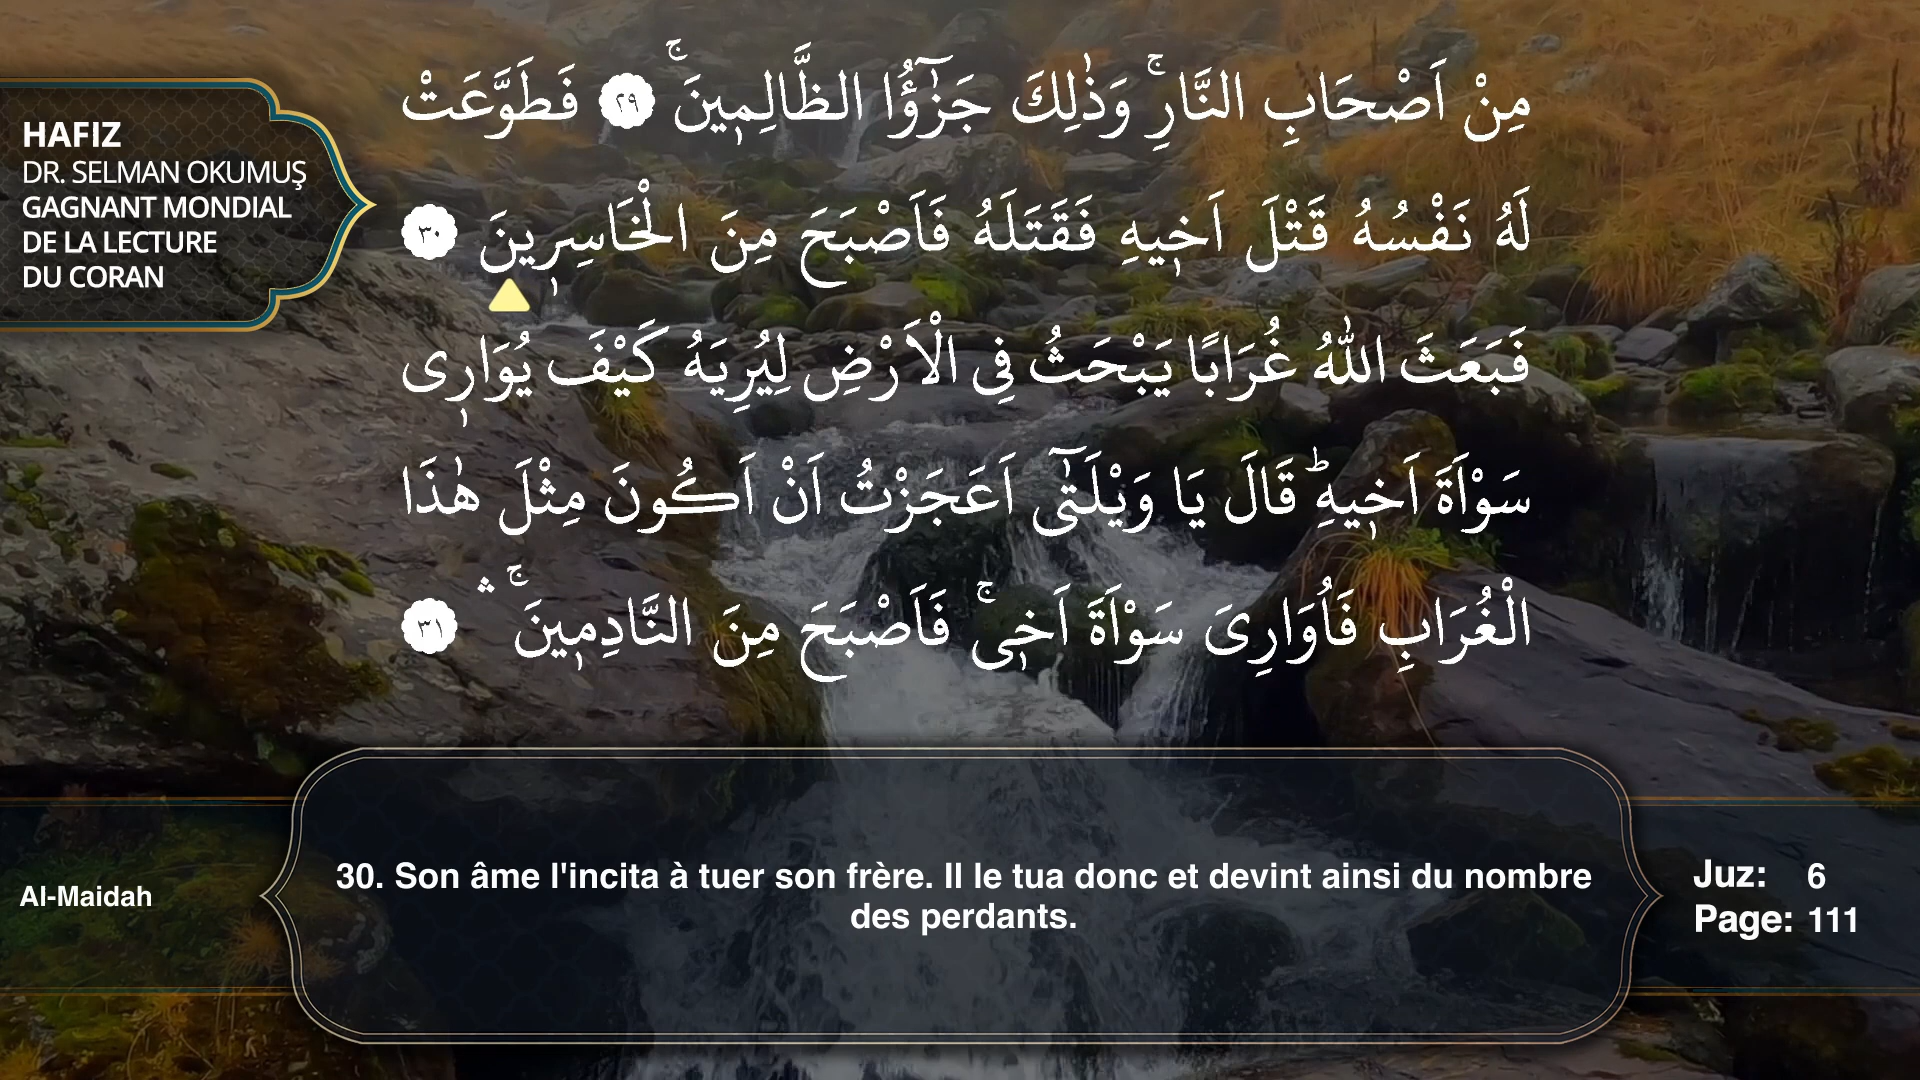 مِنْ اَصْحَابِ النَّارِۚ وَذٰلِكَ جَزٰٓؤُا الظَّالِم۪ينَۚ ﴿٢٩﴾ فَطَوَّعَتْ
لَهُ نَفْسُهُ قَتْلَ اَخ۪يهِ فَقَتَلَهُ فَاَصْبَحَ مِنَ الْخَاسِر۪ينَ ﴿٣٠﴾
فَبَعَثَ اللّٰهُ غُرَابًا يَبْحَثُ فِى الْاَرْضِ لِيُرِيَهُ كَيْفَ يُوَار۪ى
سَوْاَةَ اَخ۪يهِۜ قَالَ يَا وَيْلَتٰٓى اَعَجَزْتُ اَنْ اَكُونَ مِثْلَ هٰذَا
الْغُرَابِ فَاُوَارِىَ سَوْاَةَ اَخ۪ىۚ فَاَصْبَحَ مِنَ النَّادِم۪ينَۚۛ ﴿٣١﴾
HAFIZ
DR. SELMAN OKUMUŞ
GAGNANT MONDIAL
DE LA LECTURE
DU CORAN
30. Son âme l'incita à tuer son frère. Il le tua donc et devint ainsi du nombre
des perdants.
Al-Maidah
Juz: 6
Page: 111